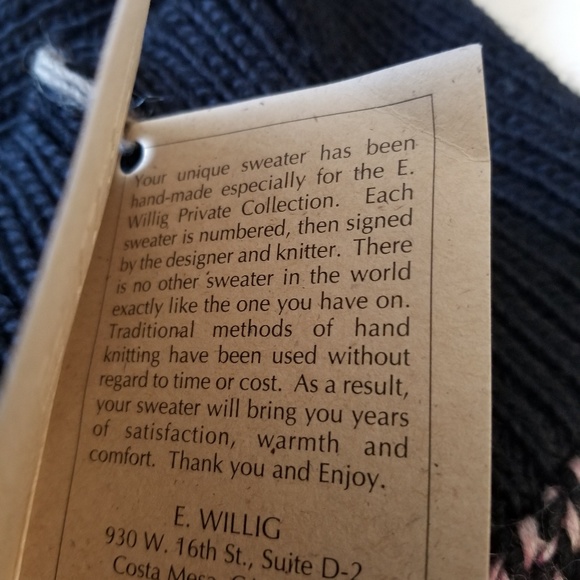 Your unique sweater has been
hand-made especially for the E.
Willig Private Collection. Each
sweater is numbered, then signed
by the designer and knitter. There
is no other sweater in the world
exactly like the one you have on.
Traditional methods of hand
knitting have been used without
regard to time or cost. As a result,
your sweater will bring you years
of satisfaction, warmth and
comfort. Thank you and Enjoy.
E. WILLIG
930 W. 16th St., Suite D-2
Costa Mesa,